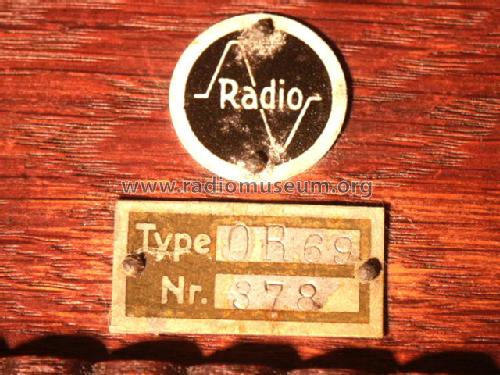 Radio
www.radiomuseum.org
Type OR 69
Nr. 378